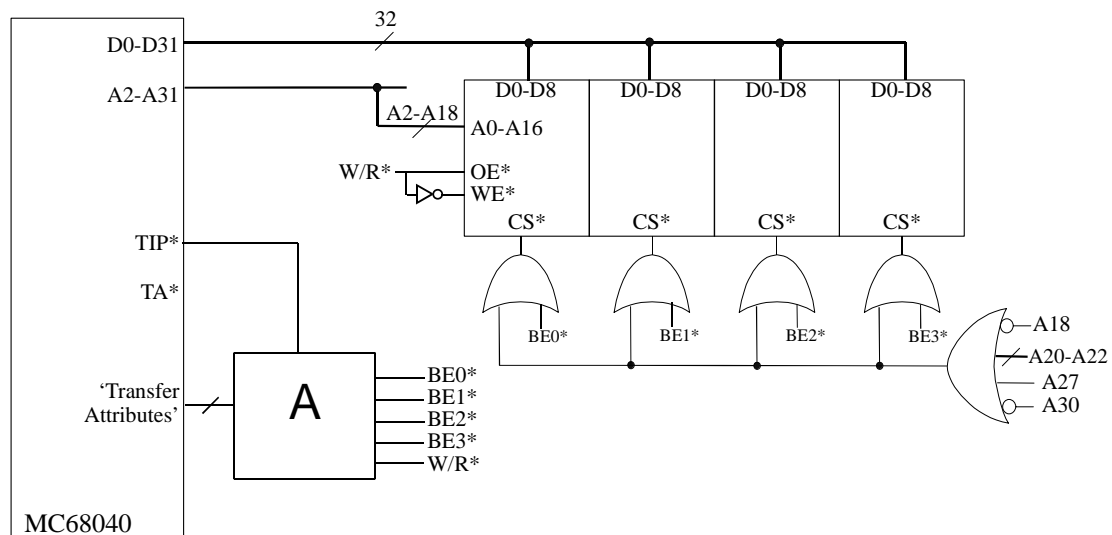 32
D0-D31
D0-D8 D0-D8 D0-D8 D0-D8
A2-A31
A2-A18
A0-A16
W/R*
OE*
WE*
CS* CS* CS* CS*
TIP*
TA*
BE0* BE1* BE2* BE3*
A18
A20-A22
A27
A30
‘Transfer
Attributes’
A
BE0*
BE1*
BE2*
BE3*
W/R*
MC68040